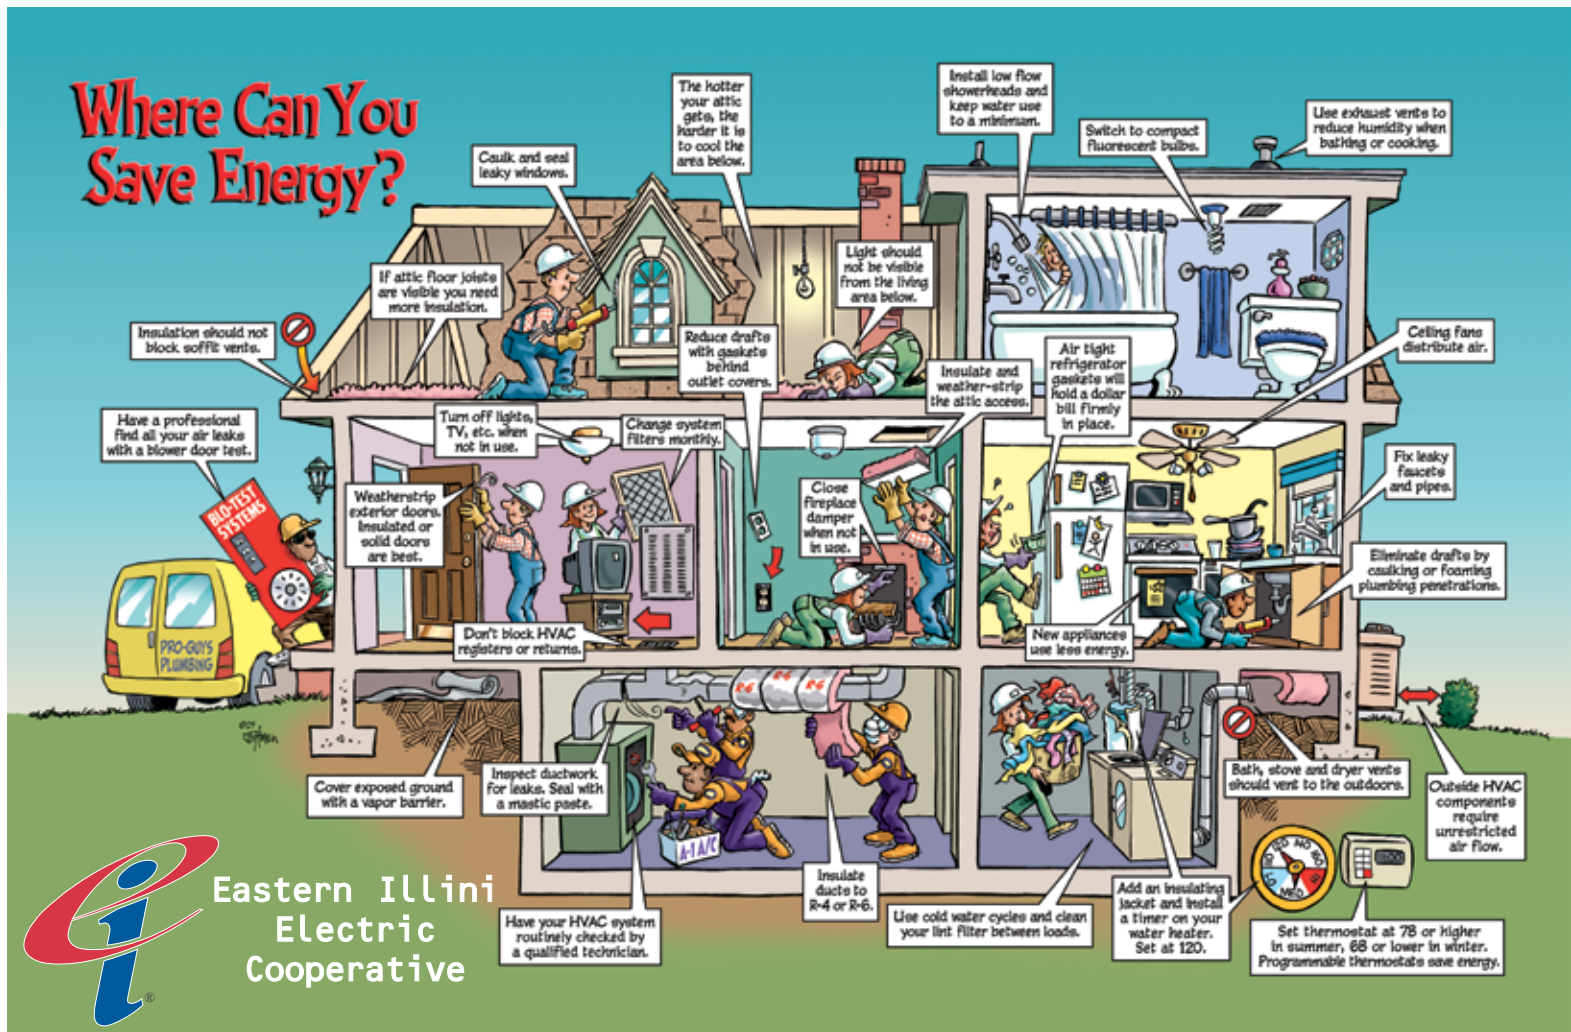 Where Can You
Save Energy?
The hotter
your attic
gets, the
harder it is
to cool the
area below.
Install low flow
showerheads and
keep water use
to a minimum.
Switch to compact
fluorescent bulbs.
Use exhaust vents to
reduce humidity when
bathing or cooking.
Caulk and seal
leaky windows.
If attic floor joists
are visible you need
more insulation.
Light should
not be visible
from the living
area below.
Insulation should not
block soffit vents.
Reduce drafts
with gaskets
behind
outlet covers.
Insulate and
weather-strip
the attic access.
Air tight
refrigerator
gaskets will
hold a dollar
bill firmly
in place.
Ceiling fans
distribute air.
Have a professional
find all your air leaks
with a blower door test.
Turn off lights,
TV, etc. when
not in use.
Change system
filters monthly.
Fix leaky
faucets
and pipes.
BLO-TEST
SYSTEMS
Weatherstrip
exterior doors.
Insulated or
solid doors
are best.
Close
fireplace
damper
when not
in use.
Eliminate drafts by
caulking or foaming
plumbing penetrations.
PRO-GUYS
PLUMBING
Don't block HVAC
registers or returns.
New appliances
use less energy.
R-6
R-6
R-6
Cover exposed ground
with a vapor barrier.
Inspect ductwork
for leaks. Seal with
a mastic paste.
Bath, stove and dryer vents
should vent to the outdoors.
Outside HVAC
components
require
unrestricted
air flow.
A-1 A/C
Insulate
ducts to
R-4 or R-6.
Have your HVAC system
routinely checked by
a qualified technician.
Use cold water cycles and clean
your lint filter between loads.
Add an insulating
jacket and install
a timer on your
water heater.
Set at 120.
LO
MED
HI
Set thermostat at 78 or higher
in summer, 68 or lower in winter.
Programmable thermostats save energy.
Eastern Illini
Electric
Cooperative
®